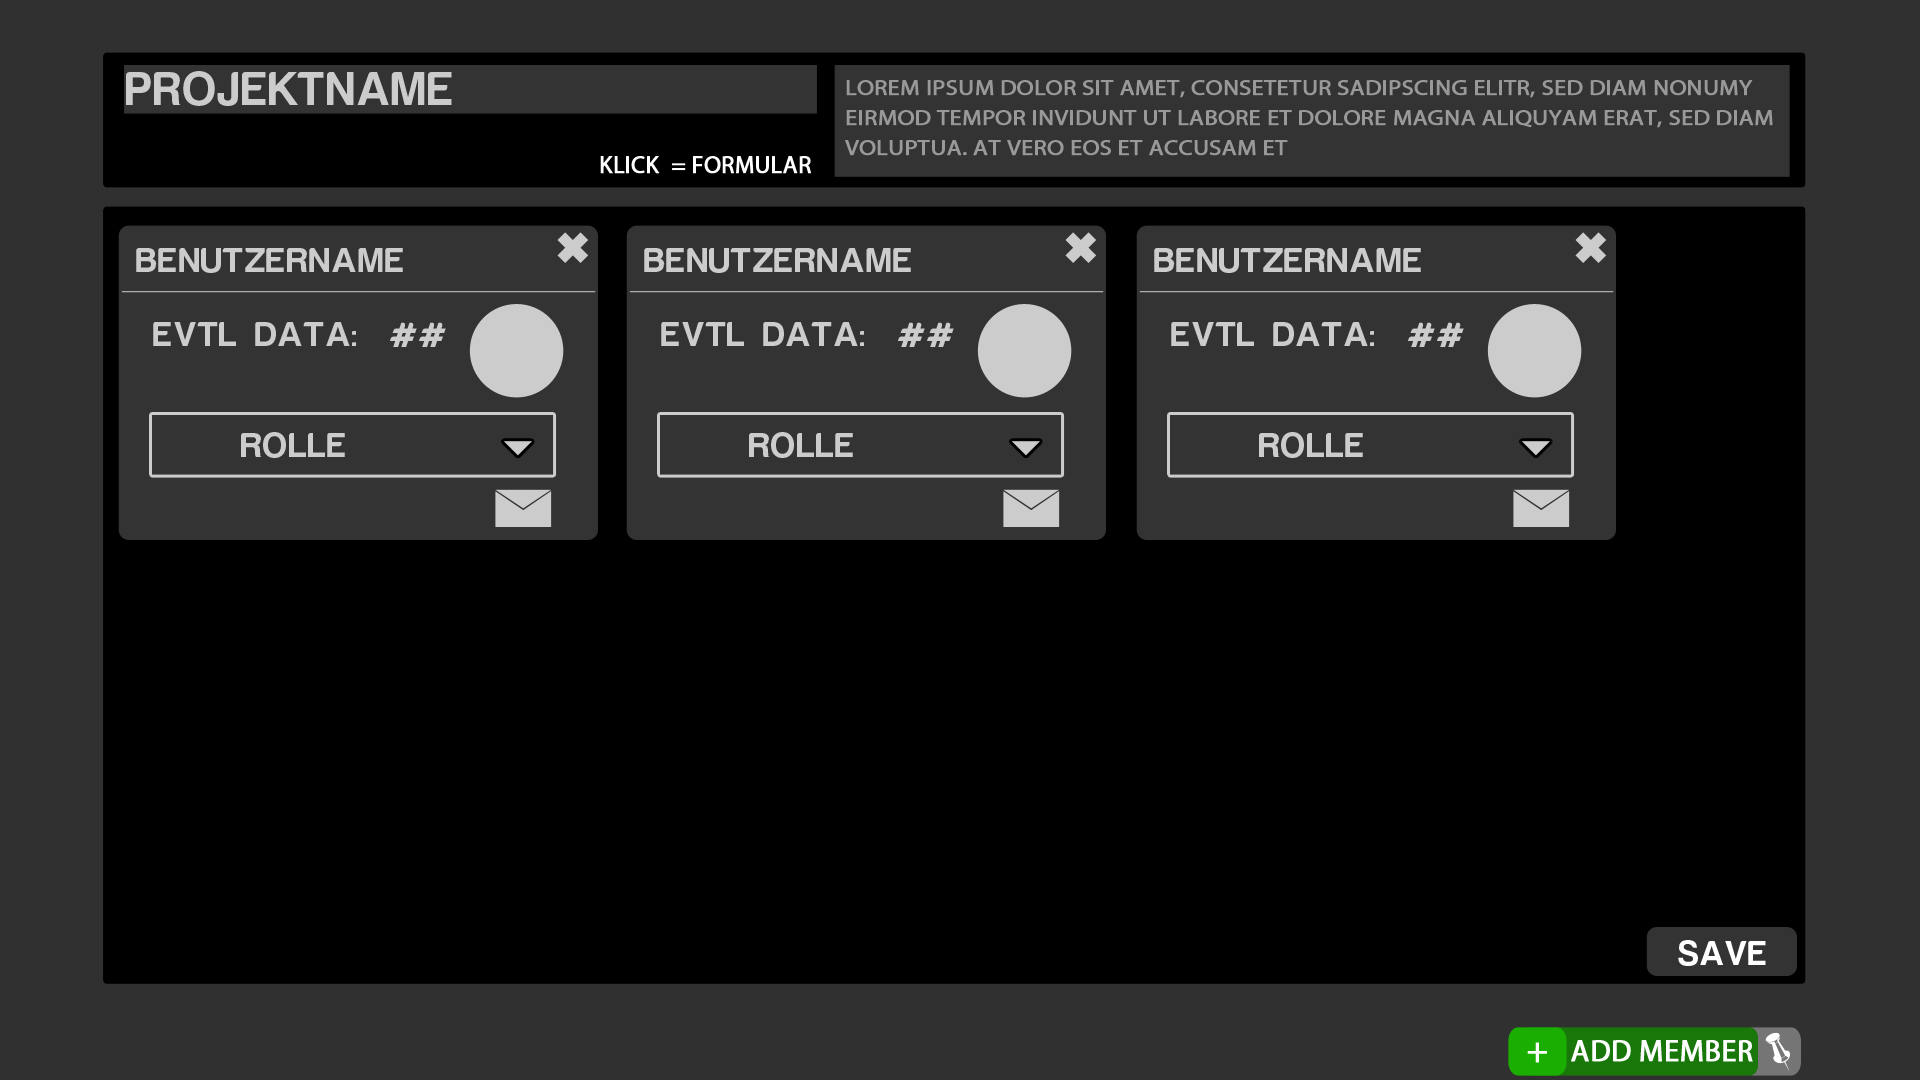 PROJEKTNAME
KLICK = FORMULAR
LOREM IPSUM DOLOR SIT AMET, CONSETETUR SADIPSCING ELITR, SED DIAM NONUMY
EIRMOD TEMPOR INVIDUNT UT LABORE ET DOLORE MAGNA ALIQUYAM ERAT, SED DIAM
VOLUPTUA. AT VERO EOS ET ACCUSAM ET
BENUTZERNAME
EVTL DATA: ##
ROLLE
BENUTZERNAME
EVTL DATA: ##
ROLLE
BENUTZERNAME
EVTL DATA: ##
ROLLE
SAVE
+ ADD MEMBER